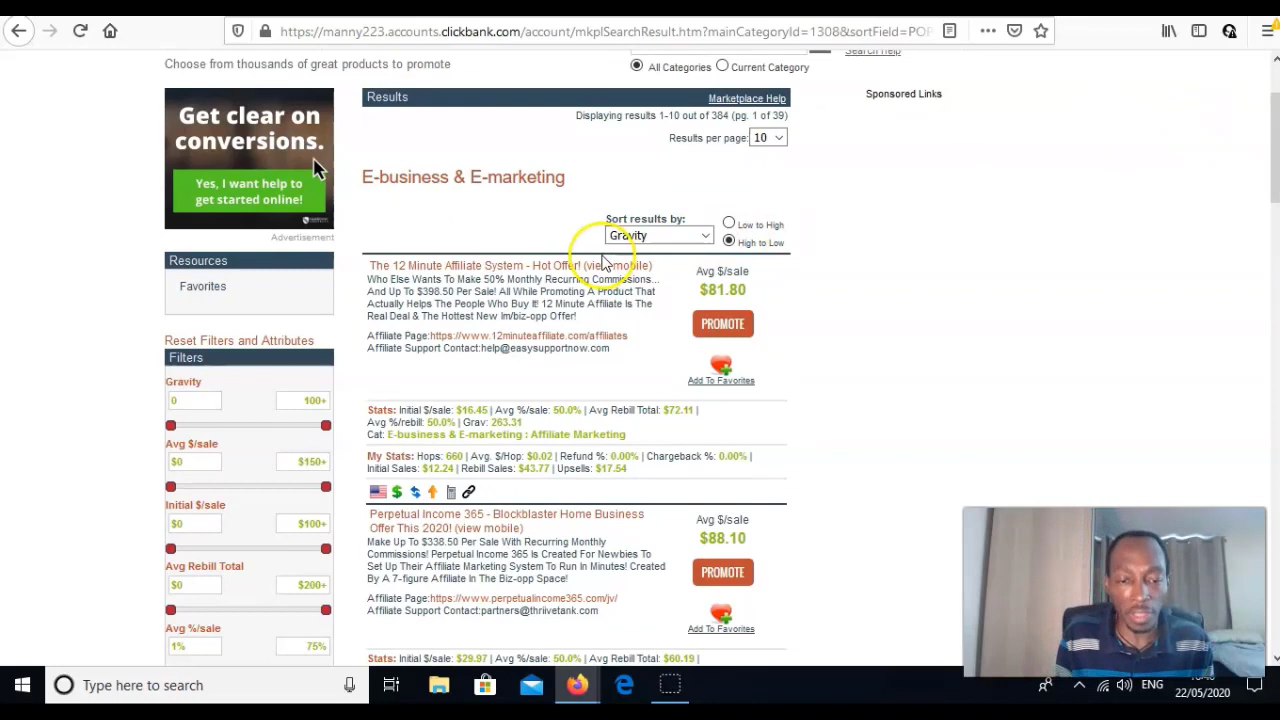 https://manny223.accounts.clickbank.com/account/mkplSearchResult.htm?mainCategoryId=1308&sortField=POP
Choose from thousands of great products to promote
All Categories Current Category
Search Help
Get clear on
conversions.
Yes, I want help to
get started online!
Advertisement
Resources
Favorites
Reset Filters and Attributes
Filters
Gravity
0 100+
Avg $/sale
$0 $150+
Initial $/sale
$0 $100+
Avg Rebill Total
$0 $200+
Avg %/sale
1% 75%
Results Marketplace Help
Displaying results 1-10 out of 384 (pg. 1 of 39)
Results per page: 10
E-business & E-marketing
Sort results by:
Gravity
Low to High
High to Low
The 12 Minute Affiliate System - Hot Offer! (view mobile)
Who Else Wants To Make 50% Monthly Recurring Commissions...
And Up To $398.50 Per Sale! All While Promoting A Product That
Actually Helps The People Who Buy It! 12 Minute Affiliate Is The
Real Deal & The Hottest New Im/biz-opp Offer!
Affiliate Page:https://www.12minuteaffiliate.com/affiliates
Affiliate Support Contact:help@easysupportnow.com
Avg $/sale
$81.80
PROMOTE
Add To Favorites
Stats: Initial $/sale: $16.45 | Avg %/sale: 50.0% | Avg Rebill Total: $72.11 |
Avg %/rebill: 50.0% | Grav: 263.31
Cat: E-business & E-marketing : Affiliate Marketing
My Stats: Hops: 660 | Avg. $/Hop: $0.02 | Refund %: 0.00% | Chargeback %: 0.00% |
Initial Sales: $12.24 | Rebill Sales: $43.77 | Upsells: $17.54
Perpetual Income 365 - Blockblaster Home Business
Offer This 2020! (view mobile)
Make Up To $338.50 Per Sale With Recurring Monthly
Commissions! Perpetual Income 365 Is Created For Newbies To
Set Up Their Affiliate Marketing System To Run In Minutes! Created
By A 7-figure Affiliate In The Biz-opp Space!
Affiliate Page:https://www.perpetualincome365.com/jv/
Affiliate Support Contact:partners@thriivetank.com
Avg $/sale
$88.10
PROMOTE
Add To Favorites
Stats: Initial $/sale: $29.97 | Avg %/sale: 50.0% | Avg Rebill Total: $60.19 |
Sponsored Links
Type here to search
ENG
22/05/2020